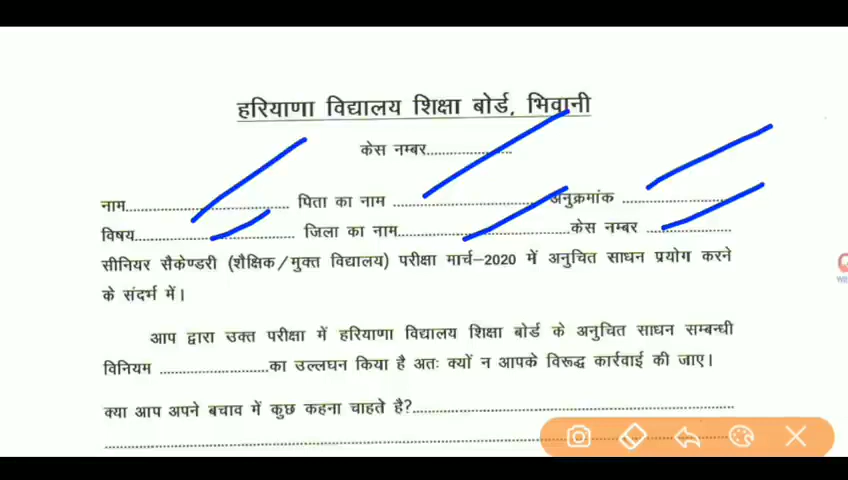 हरियाणा विद्यालय शिक्षा बोर्ड, भिवानी
केस नम्बर..........................
नाम.................................................. पिता का नाम ............................................अनुक्रमांक ...................................
विषय................................................. जिला का नाम....................................................केस नम्बर ..........................
सीनियर सैकेण्डरी (शैक्षिक/मुक्त विद्यालय) परीक्षा मार्च–2020 में अनुचित साधन प्रयोग करने
के संदर्भ में।
आप द्वारा उक्त परीक्षा में हरियाणा विद्यालय शिक्षा बोर्ड के अनुचित साधन सम्बन्धी
विनियम ................................का उल्लघन किया है अतः क्यों न आपके विरूद्ध कार्रवाई की जाए।
क्या आप अपने बचाव में कुछ कहना चाहते है?................................................................................................